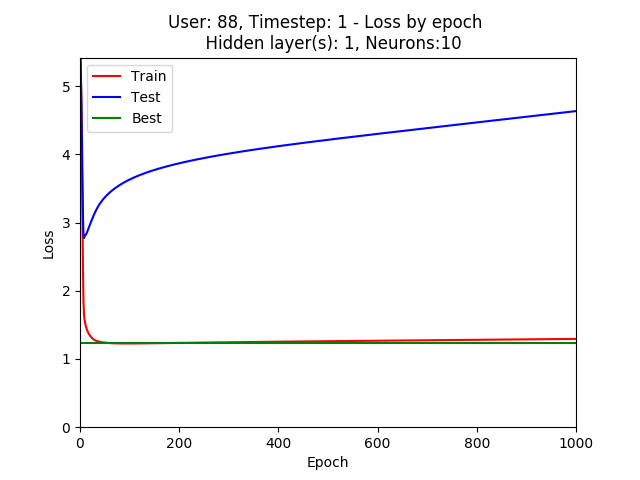 User: 88, Timestep: 1 - Loss by epoch
Hidden layer(s): 1, Neurons:10
Train
Test
Best
5
4
3
2
1
0
Loss
0 200 400 600 800 1000
Epoch